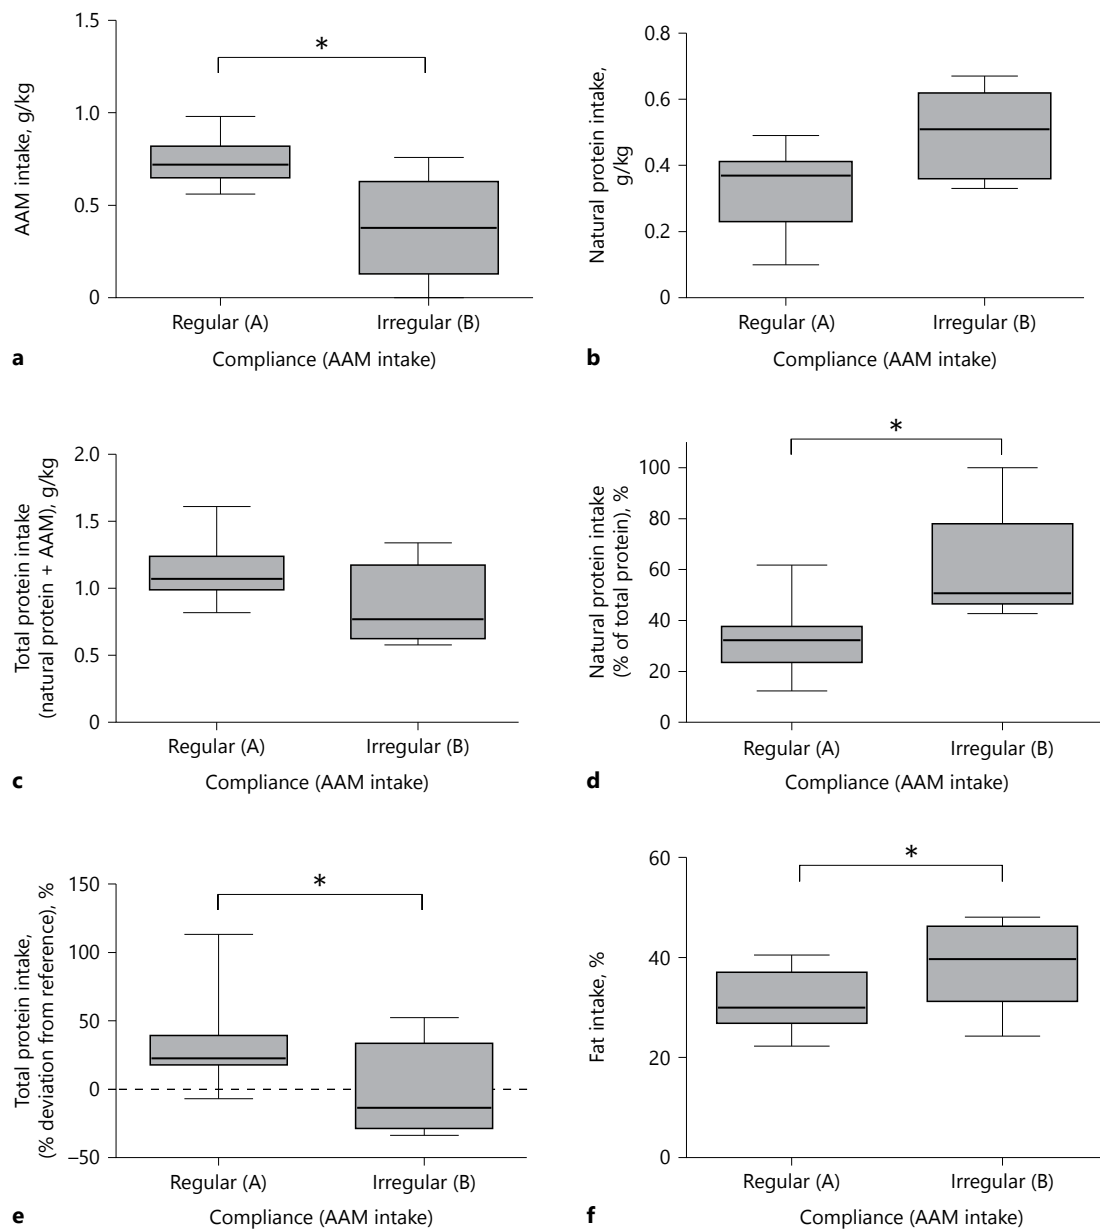 1.5
*
1.0
AAM intake, g/kg
0.5
0
Regular (A)
Irregular (B)
Compliance (AAM intake)
a
0.8
0.6
Natural protein intake,
g/kg
0.4
0.2
0
Regular (A)
Irregular (B)
Compliance (AAM intake)
b
2.0
1.5
Total protein intake
(natural protein + AAM), g/kg
1.0
0.5
0
Regular (A)
Irregular (B)
Compliance (AAM intake)
c
*
100
80
Natural protein intake
(% of total protein), %
60
40
20
0
Regular (A)
Irregular (B)
Compliance (AAM intake)
d
150
*
100
Total protein intake,
(% deviation from reference), %
50
0
–50
Regular (A)
Irregular (B)
Compliance (AAM intake)
e
60
*
40
Fat intake, %
20
0
Regular (A)
Irregular (B)
Compliance (AAM intake)
f